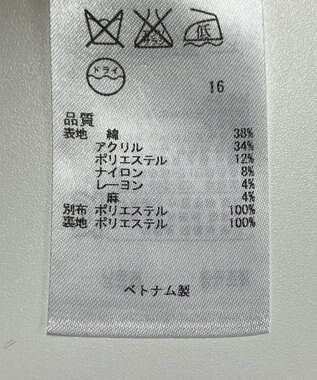 低
ドライ
16
品質
表地 綿 38%
アクリル 34%
ポリエステル 12%
ナイロン 8%
レーヨン 4%
麻 4%
別布 ポリエステル 100%
裏地 ポリエステル 100%
ベトナム製